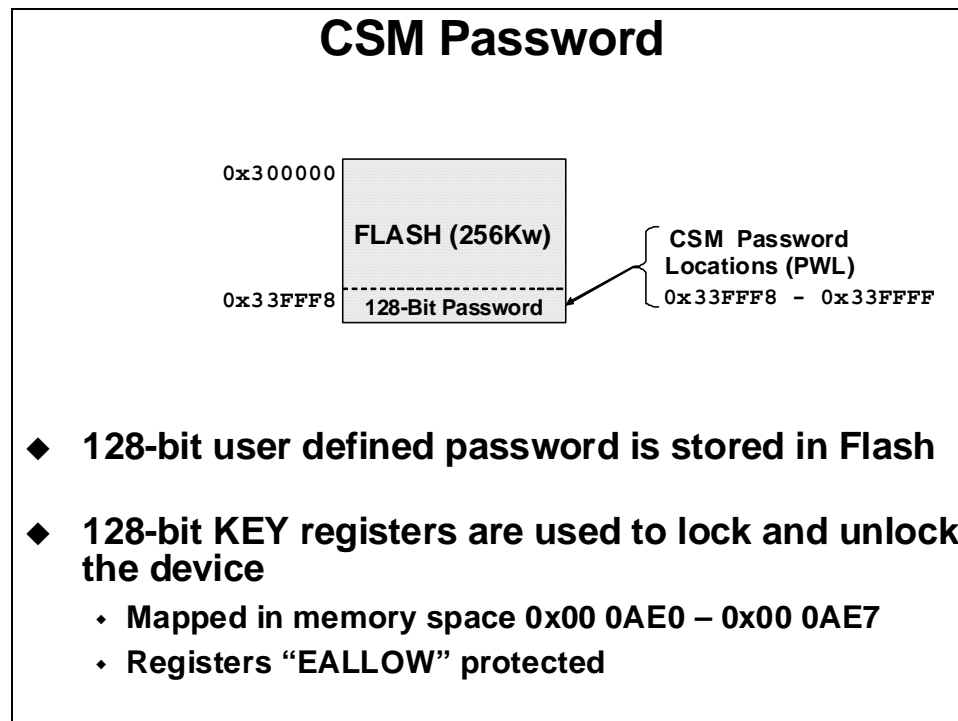 CSM Password
0x300000
FLASH (256Kw)
CSM Password
Locations (PWL)
0x33FFF8
128-Bit Password
0x33FFF8 - 0x33FFFF
◆ 128-bit user defined password is stored in Flash
◆ 128-bit KEY registers are used to lock and unlock
the device
◆ Mapped in memory space 0x00 0AE0 – 0x00 0AE7
◆ Registers “EALLOW” protected